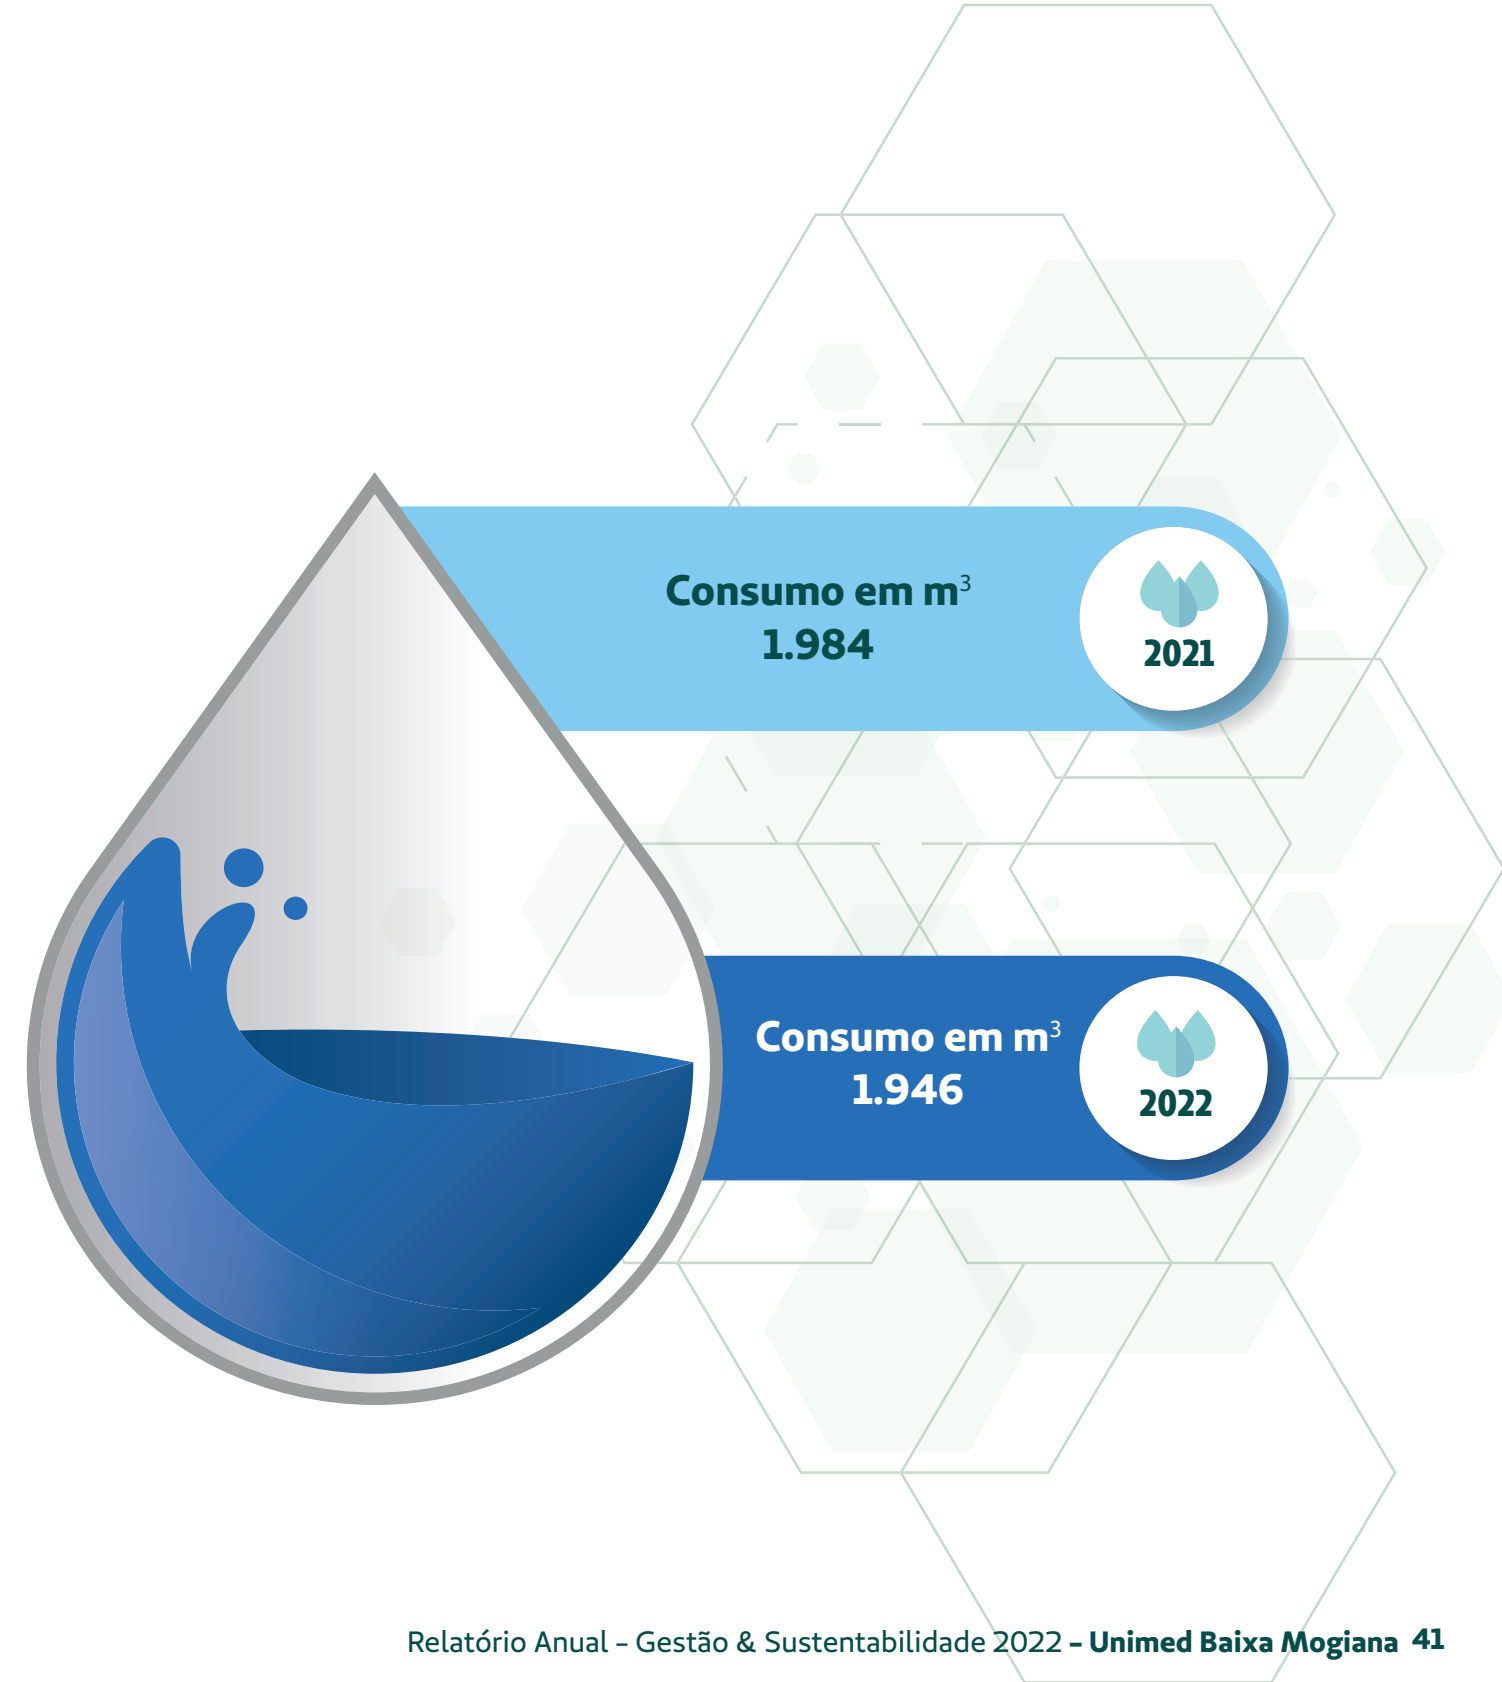 Consumo em m³
1.984
2021
Consumo em m³
1.946
2022
Relatório Anual – Gestão & Sustentabilidade 2022 – Unimed Baixa Mogiana 41